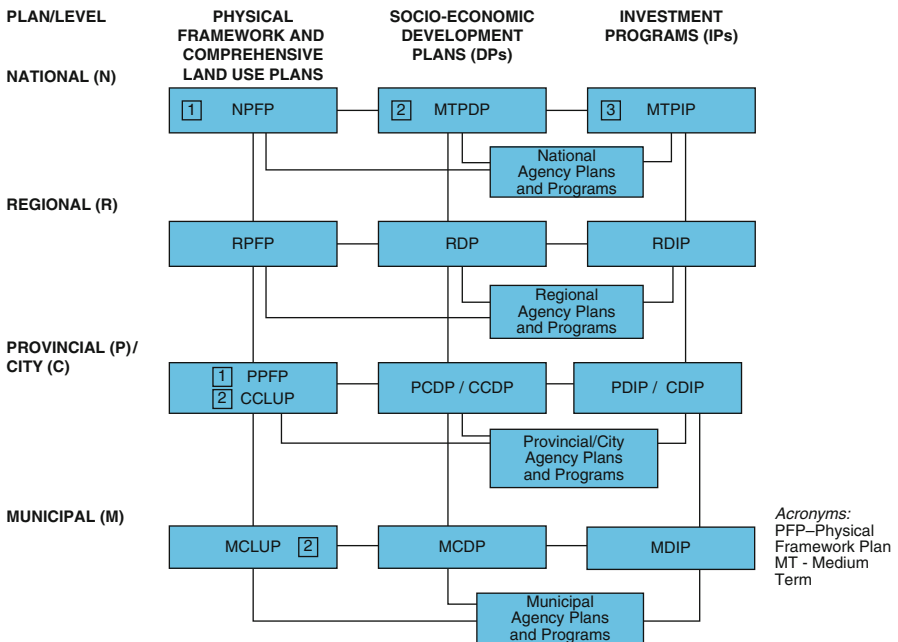 PLAN/LEVEL
PHYSICAL
FRAMEWORK AND
COMPREHENSIVE
LAND USE PLANS
SOCIO-ECONOMIC
DEVELOPMENT
PLANS (DPs)
INVESTMENT
PROGRAMS (IPs)
NATIONAL (N)
1 NPFP
2 MTPDP
3 MTPIP
National
Agency Plans
and Programs
REGIONAL (R)
RPFP
RDP
RDIP
Regional
Agency Plans
and Programs
PROVINCIAL (P)/
CITY (C)
1 PPFP
2 CCLUP
PCDP / CCDP
PDIP / CDIP
Provincial/City
Agency Plans
and Programs
MUNICIPAL (M)
MCLUP 2
MCDP
MDIP
Municipal
Agency Plans
and Programs
Acronyms:
PFP–Physical
Framework Plan
MT - Medium
Term